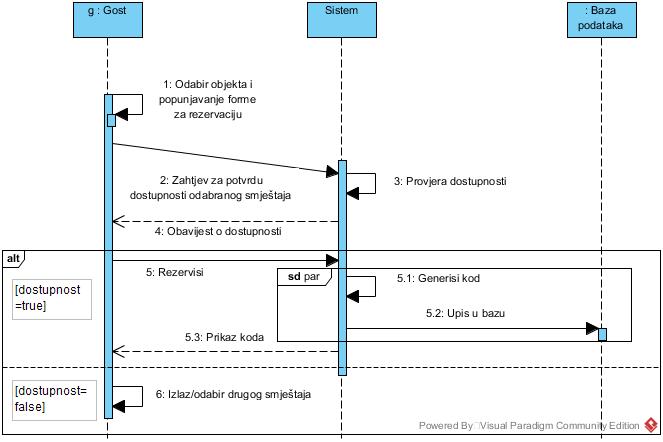 g : Gost
Sistem
: Baza
podataka
1: Odabir objekta i
popunjavanje forme
za rezervaciju
2: Zahtjev za potvrdu
dostupnosti odabranog smještaja
3: Provjera dostupnosti
4: Obavijest o dostupnosti
alt
[dostupnost
=true]
5: Rezervisi
sd par
5.1: Generisi kod
5.2: Upis u bazu
5.3: Prikaz koda
[dostupnost=
false]
6: Izlaz/odabir drugog smještaja
Powered By Visual Paradigm Community Edition